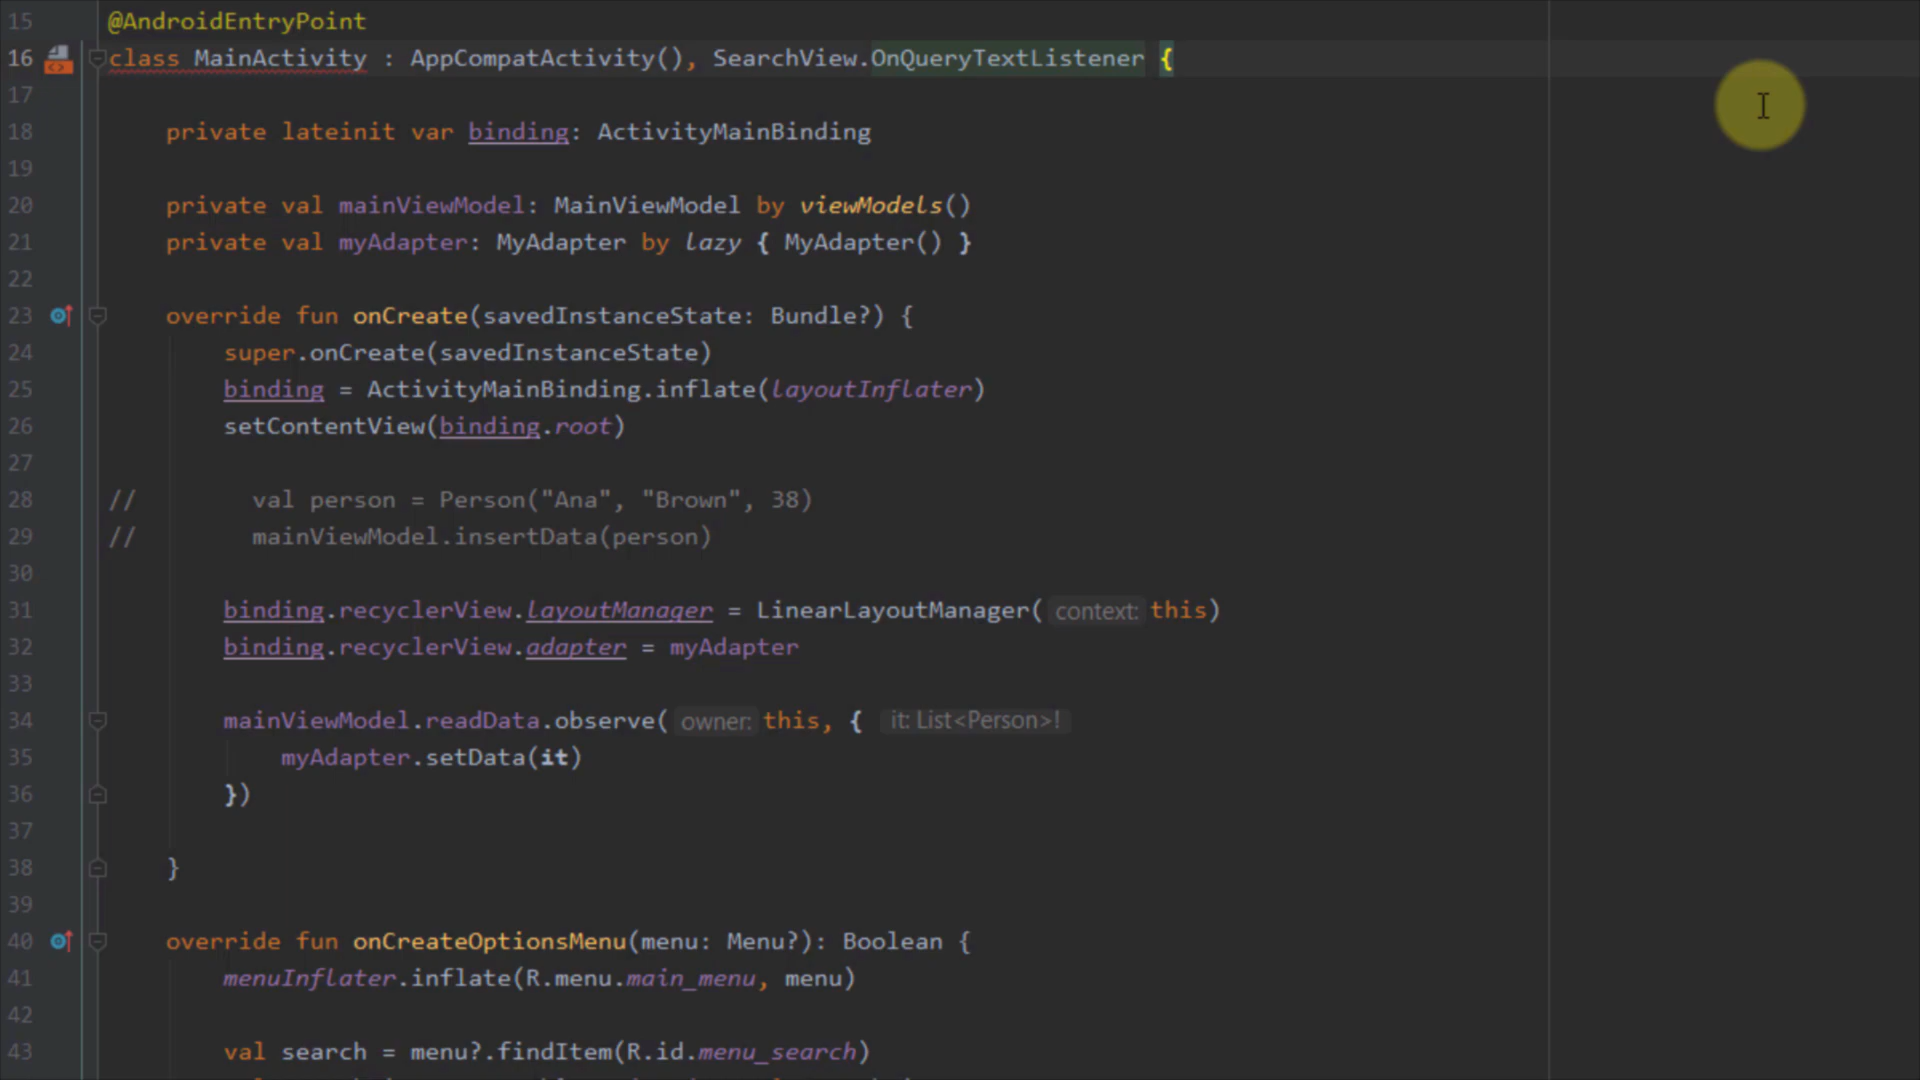 15 @AndroidEntryPoint
16 class MainActivity : AppCompatActivity(), SearchView.OnQueryTextListener {
17
18 private lateinit var binding: ActivityMainBinding
19
20 private val mainViewModel: MainViewModel by viewModels()
21 private val myAdapter: MyAdapter by lazy { MyAdapter() }
22
23 override fun onCreate(savedInstanceState: Bundle?) {
24 super.onCreate(savedInstanceState)
25 binding = ActivityMainBinding.inflate(layoutInflater)
26 setContentView(binding.root)
27
28 // val person = Person("Ana", "Brown", 38)
29 // mainViewModel.insertData(person)
30
31 binding.recyclerView.layoutManager = LinearLayoutManager( context: this)
32 binding.recyclerView.adapter = myAdapter
33
34 mainViewModel.readData.observe( owner: this, { it: List<Person>!
35 myAdapter.setData(it)
36 })
37
38 }
39
40 override fun onCreateOptionsMenu(menu: Menu?): Boolean {
41 menuInflater.inflate(R.menu.main_menu, menu)
42
43 val search = menu?.findItem(R.id.menu_search)